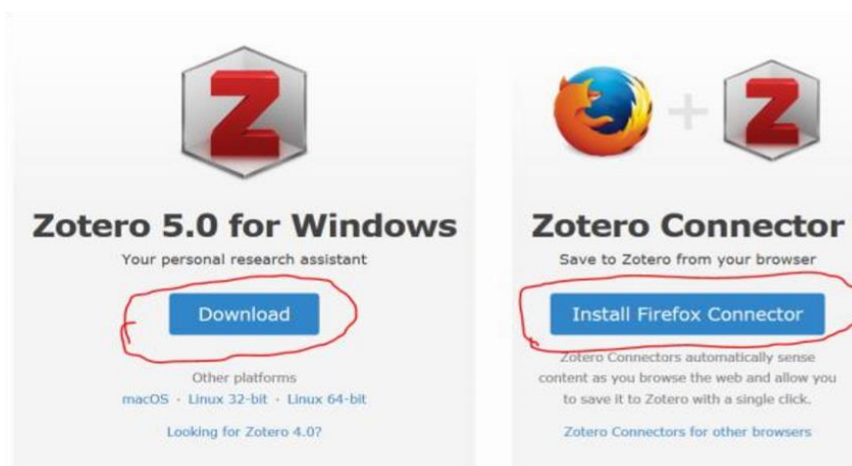 Zotero 5.0 for Windows
Your personal research assistant
Download
Other platforms
macOS · Linux 32-bit · Linux 64-bit
Looking for Zotero 4.0?
Zotero Connector
Save to Zotero from your browser
Install Firefox Connector
Zotero Connectors automatically sense
content as you browse the web and allow you
to save it to Zotero with a single click.
Zotero Connectors for other browsers